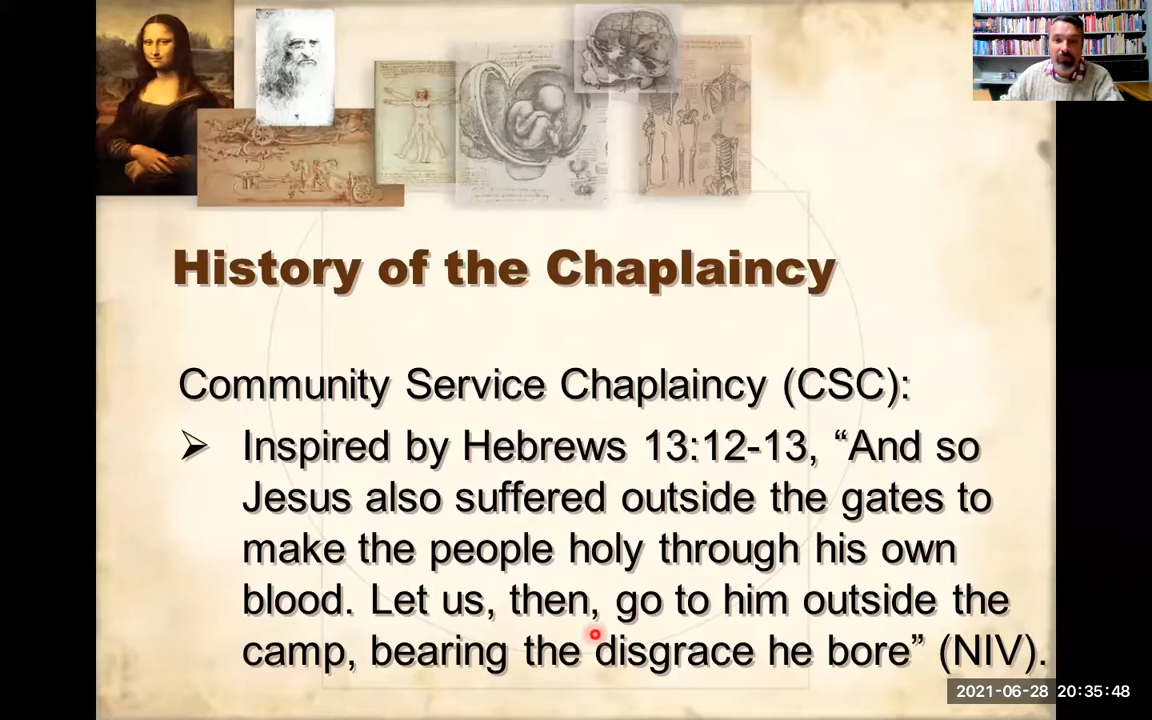 History of the Chaplaincy
Community Service Chaplaincy (CSC):
Inspired by Hebrews 13:12-13, “And so
Jesus also suffered outside the gates to
make the people holy through his own
blood. Let us, then, go to him outside the
camp, bearing the disgrace he bore” (NIV).
2021-06-28 20:35:48